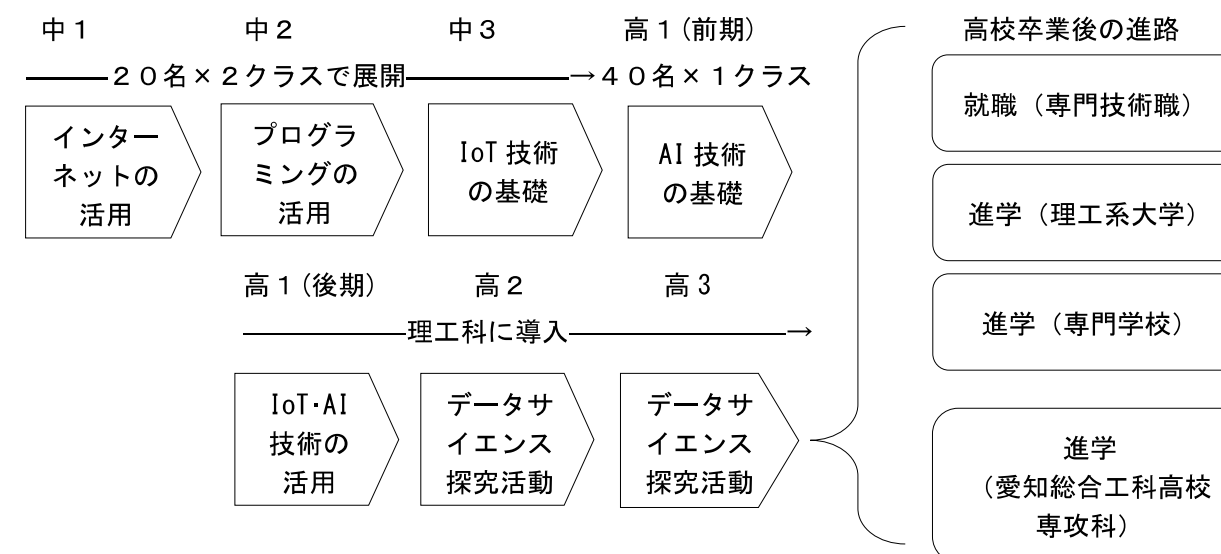 中１
中２
中３
高１(前期)
高校卒業後の進路
２０名×２クラスで展開
→４０名×１クラス
インター
ネットの
活用
プログラ
ミングの
活用
IoT 技術
の基礎
AI 技術
の基礎
高１(後期)
高２
高３
理工科に導入
→
IoT･AI
技術の
活用
データサ
イエンス
探究活動
データサ
イエンス
探究活動
就職（専門技術職）
進学（理工系大学）
進学（専門学校）
進学
（愛知総合工科高校
専攻科）